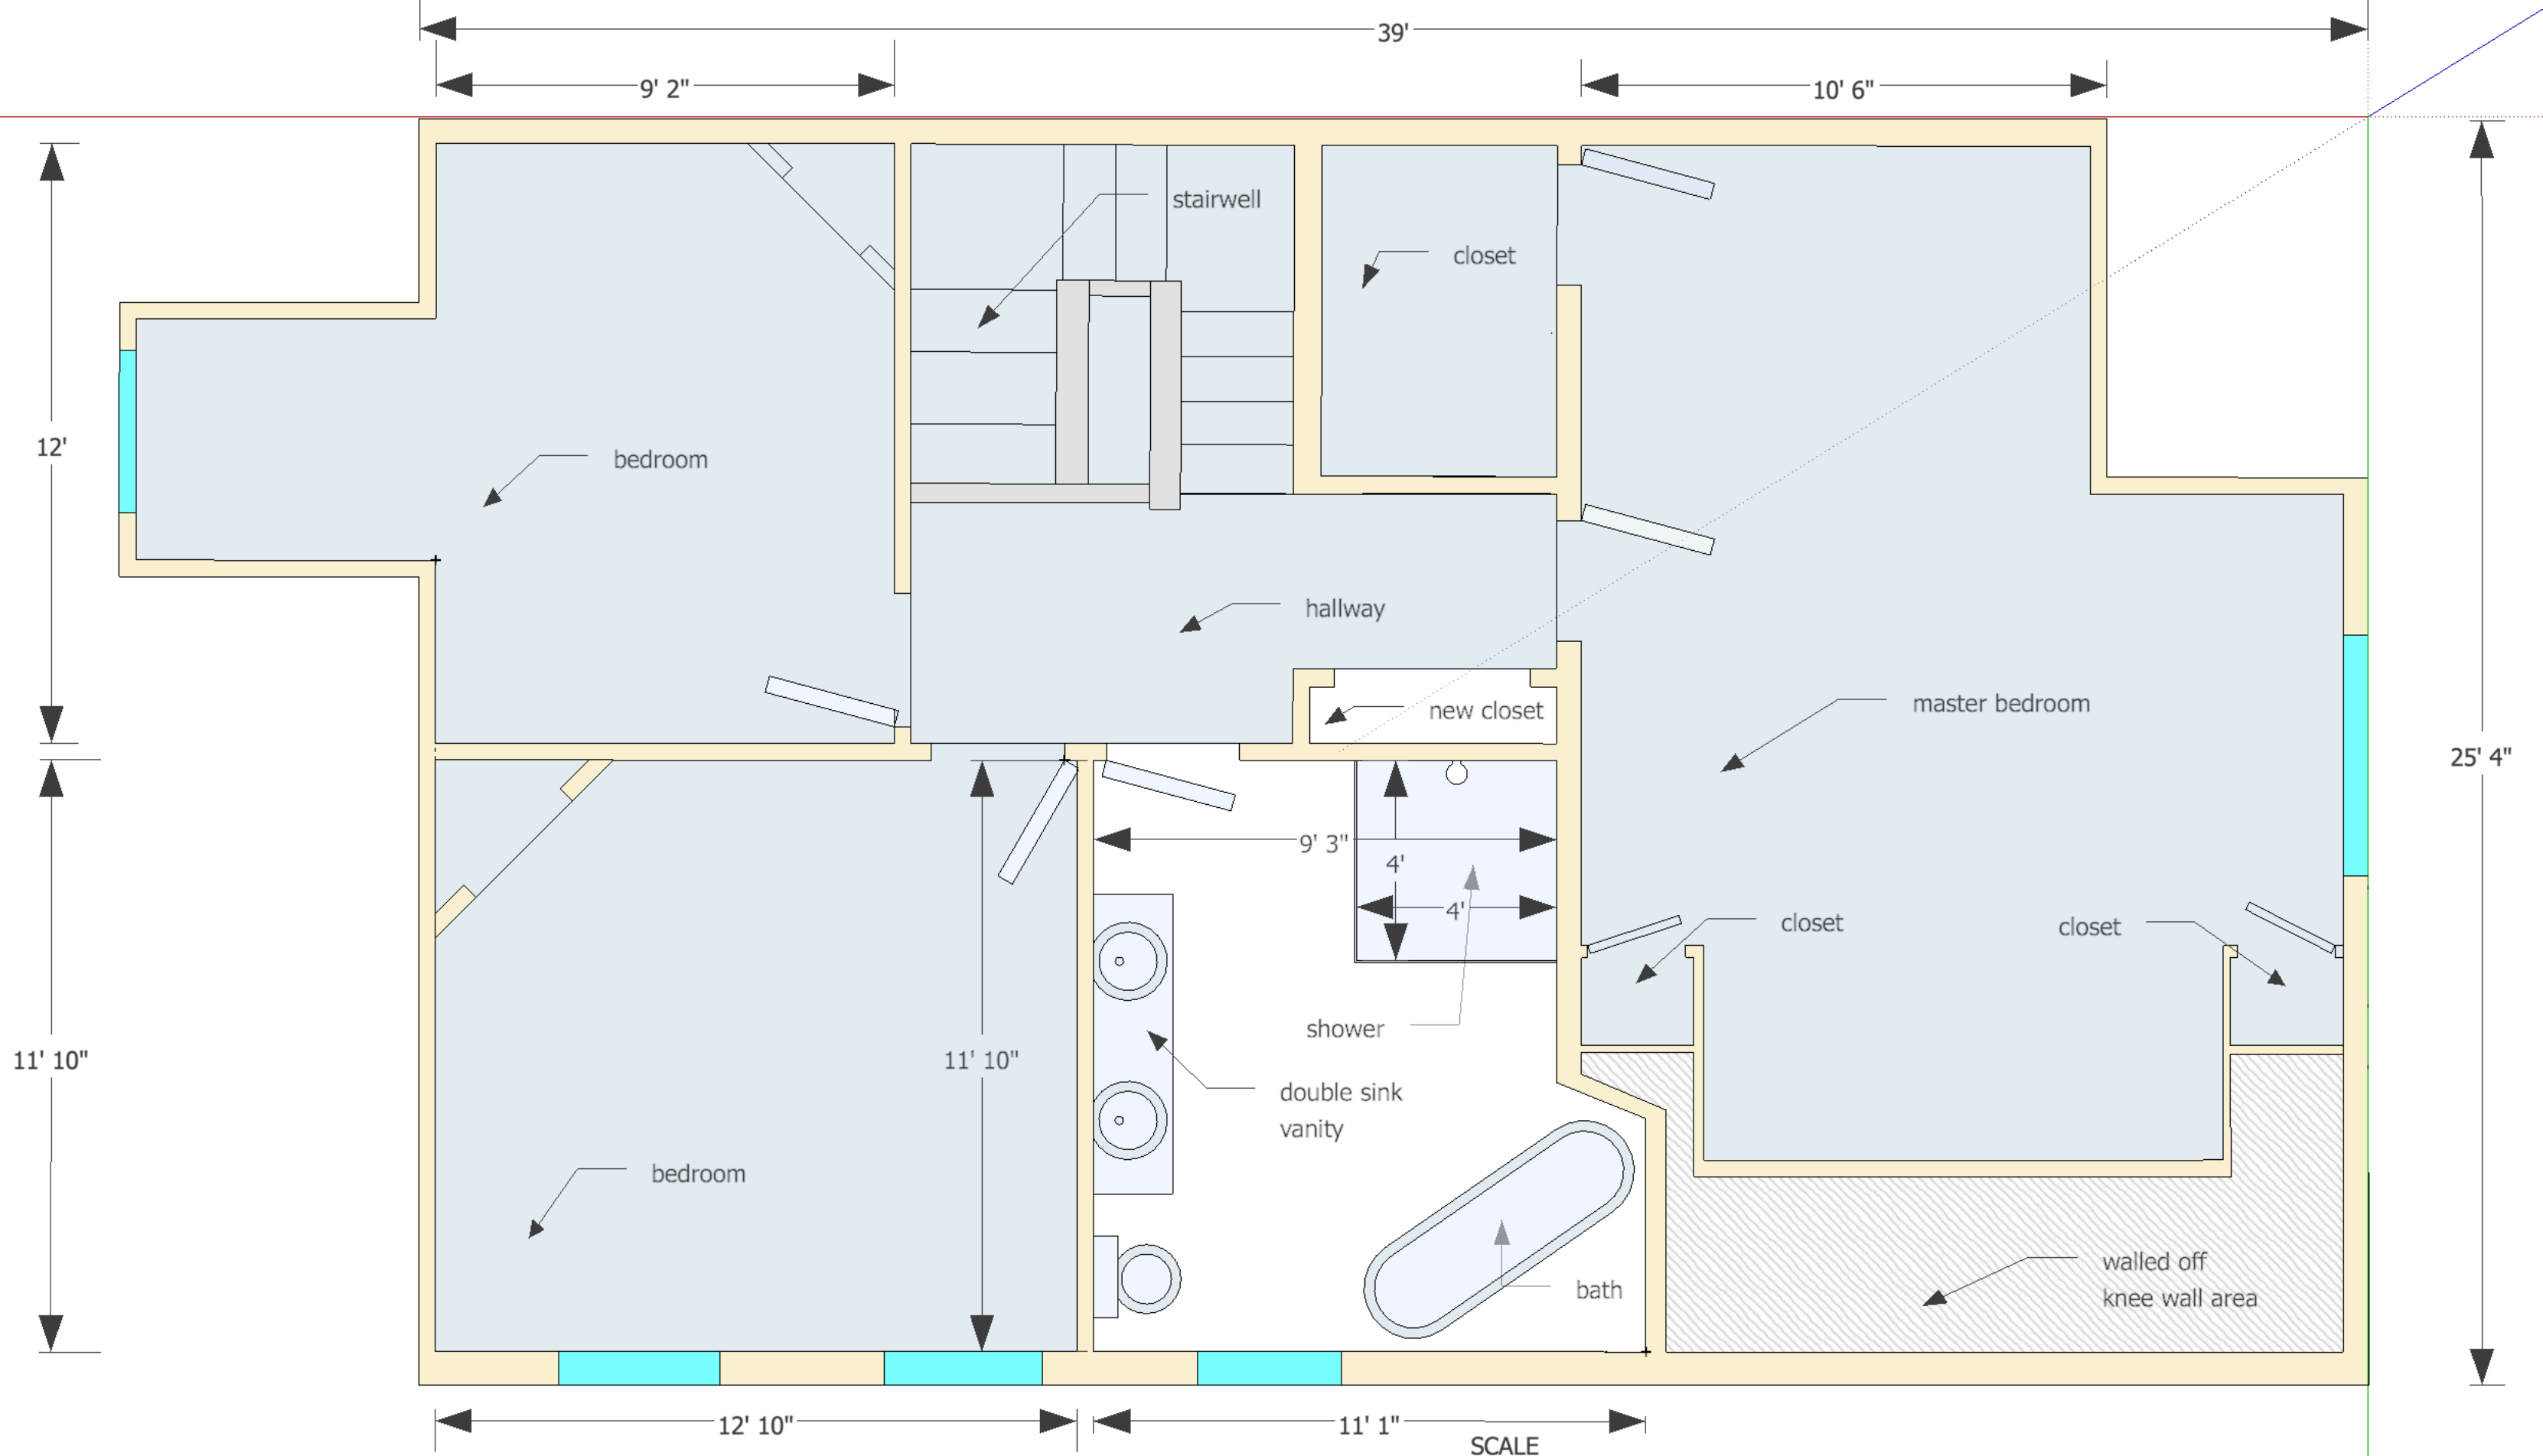 39'
9' 2"
10' 6"
stairwell
closet
12'
bedroom
hallway
master bedroom
new closet
25' 4"
9' 3"
4'
4'
closet
closet
shower
11' 10"
11' 10"
double sink
vanity
bedroom
walled off
knee wall area
bath
12' 10"
11' 1"
SCALE